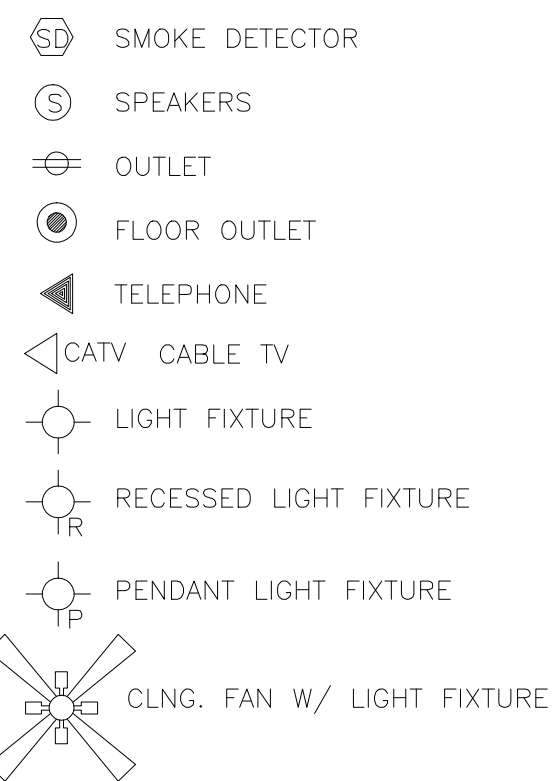 SD SMOKE DETECTOR
S SPEAKERS
OUTLET
FLOOR OUTLET
TELEPHONE
CATV CABLE TV
LIGHT FIXTURE
R RECESSED LIGHT FIXTURE
P PENDANT LIGHT FIXTURE
CLNG. FAN W/ LIGHT FIXTURE